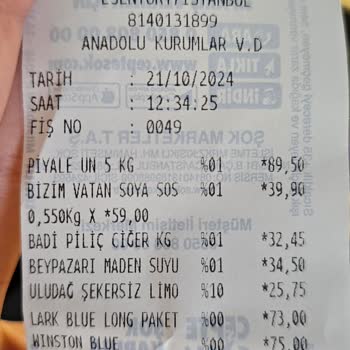 ESENYURT/İSTANBUL
8140131899
ANADOLU KURUMLAR V.D
TARİH : 21/10/2024
SAAT : 12:34:25
FİŞ NO : 0049
PİYALE UN 5 KG %01 *89,50
BİZİM VATAN SOYA SOS %01 *39,90
0,550KG X *59,00
BADİ PİLİÇ CİĞER KG %01 *32,45
BEYPAZARI MADEN SUYU %01 *34,50
ULUDAĞ ŞEKERSİZ LİMO %10 *25,75
LARK BLUE LONG PAKET %00 *73,00
WINSTON BLUE %00 *75,00